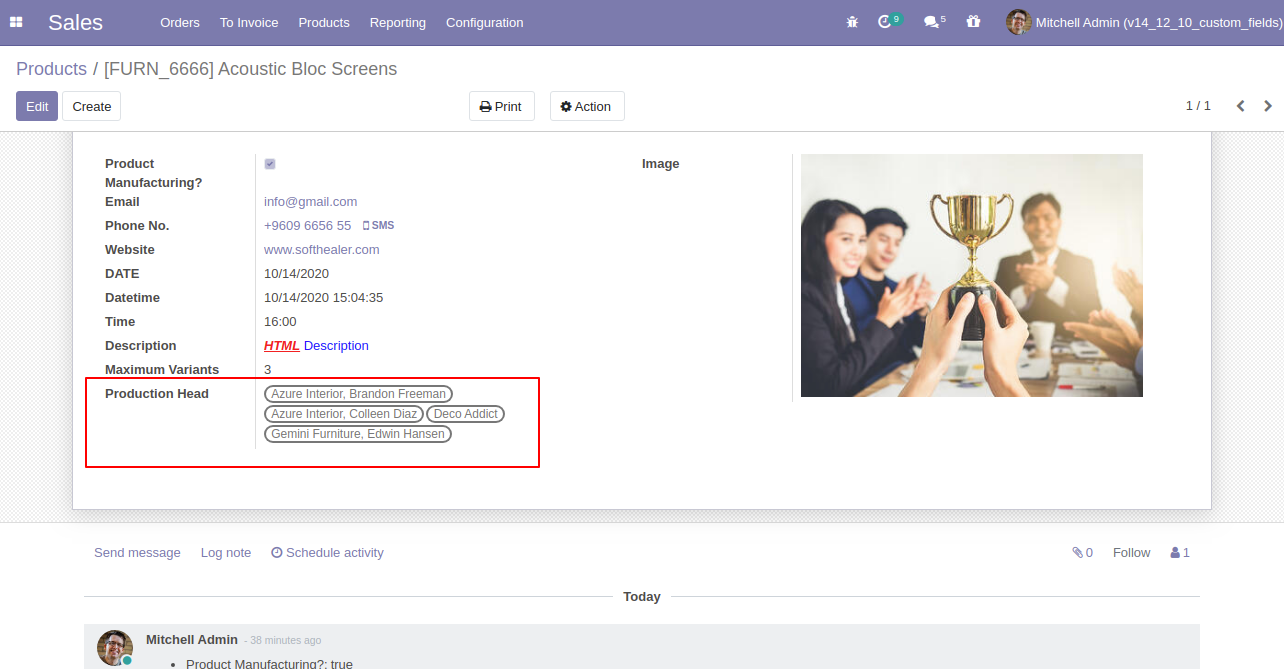 Sales Orders To Invoice Products Reporting Configuration 9 5 Mitchell Admin (v14_12_10_custom_fields)
Products / [FURN_6666] Acoustic Bloc Screens
Edit Create Print Action 1 / 1
Product Manufacturing?
Email info@gmail.com
Phone No. +9609 6656 55 SMS
Website www.softhealer.com
DATE 10/14/2020
Datetime 10/14/2020 15:04:35
Time 16:00
Description HTML Description
Maximum Variants 3
Production Head Azure Interior, Brandon Freeman
Azure Interior, Colleen Diaz Deco Addict
Gemini Furniture, Edwin Hansen
Image
Send message Log note Schedule activity 0 Follow 1
Today
Mitchell Admin - 38 minutes ago
• Product Manufacturing?: true